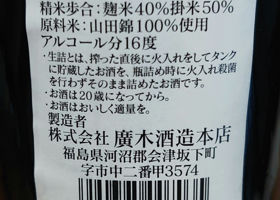 精米歩合：麹米40%掛米50%
原料米：山田錦100%使用
アルコール分16度
・生詰とは、搾った直後に火入れをしてタンク
に貯蔵したお酒を、瓶詰め時に火入れ殺菌
を行わずそのまま詰めたお酒です。
・お酒は20歳になってから。
・お酒はおいしく適量を。
製造者
株式会社 廣木酒造本店
福島県河沼郡会津坂下町
字市中二番甲3574